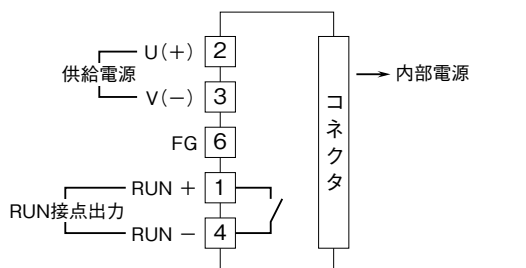 U(+) 2
供給電源
V(−) 3
FG 6
RUN + 1
RUN接点出力
RUN − 4
コネクタ
内部電源